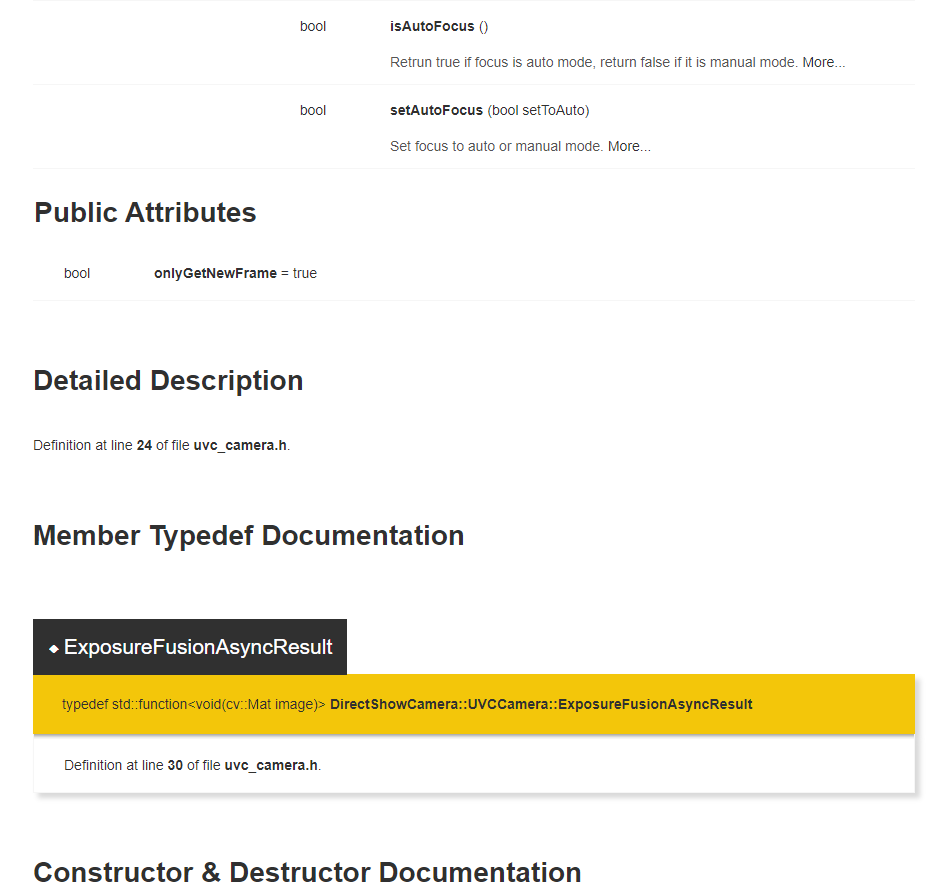 bool isAutoFocus ()
Retrun true if focus is auto mode, return false if it is manual mode. More...
bool setAutoFocus (bool setToAuto)
Set focus to auto or manual mode. More...
Public Attributes
bool onlyGetNewFrame = true
Detailed Description
Definition at line 24 of file uvc_camera.h.
Member Typedef Documentation
◆ ExposureFusionAsyncResult
typedef std::function<void(cv::Mat image)> DirectShowCamera::UVCCamera::ExposureFusionAsyncResult
Definition at line 30 of file uvc_camera.h.
Constructor & Destructor Documentation